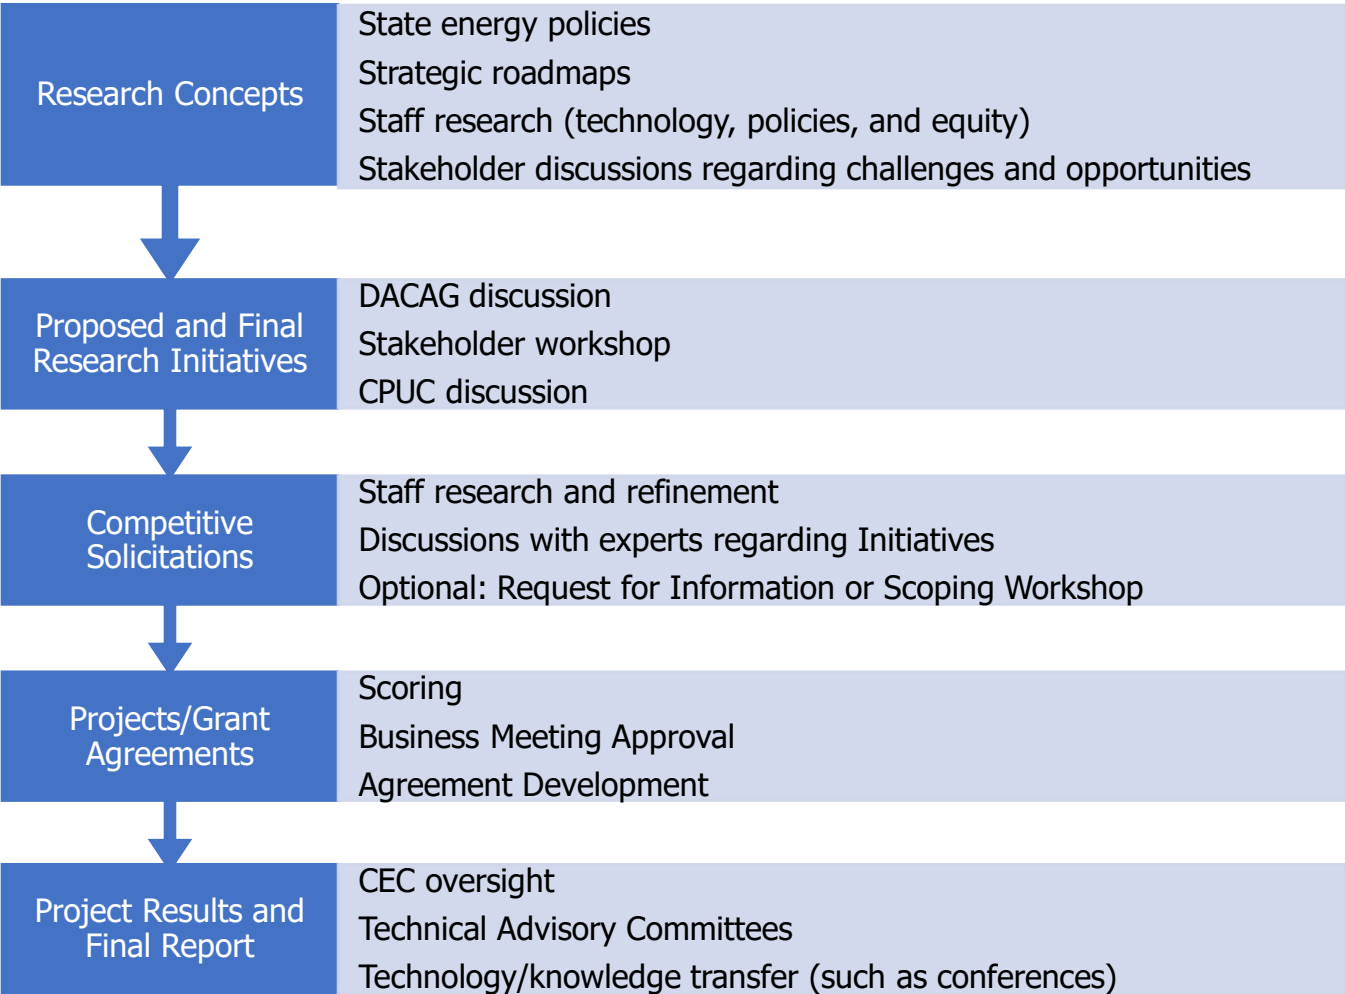 Research Concepts
State energy policies
Strategic roadmaps
Staff research (technology, policies, and equity)
Stakeholder discussions regarding challenges and opportunities
Proposed and Final
Research Initiatives
DACAG discussion
Stakeholder workshop
CPUC discussion
Competitive
Solicitations
Staff research and refinement
Discussions with experts regarding Initiatives
Optional: Request for Information or Scoping Workshop
Projects/Grant
Agreements
Scoring
Business Meeting Approval
Agreement Development
Project Results and
Final Report
CEC oversight
Technical Advisory Committees
Technology/knowledge transfer (such as conferences)